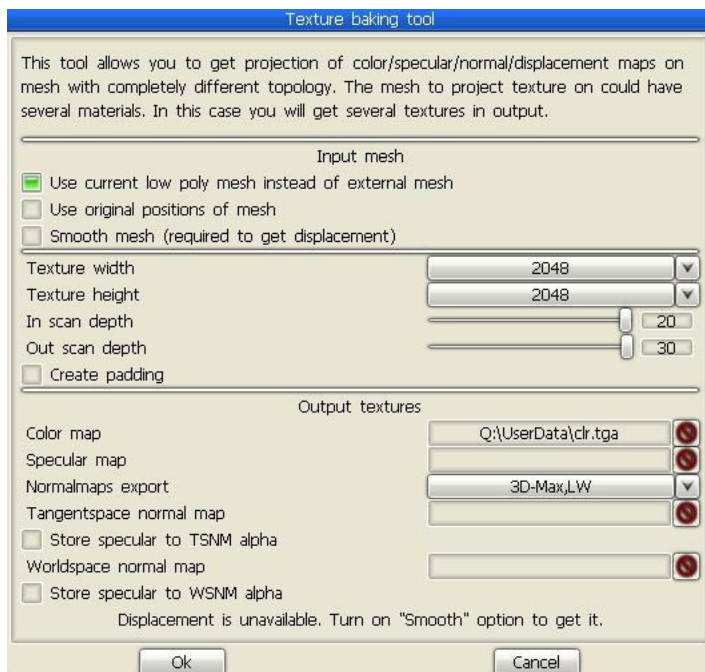 Texture baking tool
This tool allows you to get projection of color/specular/normal/displacement maps on
mesh with completely different topology. The mesh to project texture on could have
several materials. In this case you will get several textures in output.
Input mesh
Use current low poly mesh instead of external mesh
Use original positions of mesh
Smooth mesh (required to get displacement)
Texture width 2048
Texture height 2048
In scan depth 20
Out scan depth 30
Create padding
Output textures
Color map Q:\UserData\clr.tga
Specular map
Normalmaps export 3D-Max,LW
Tangentspace normal map
Store specular to TSNM alpha
Worldspace normal map
Store specular to WSNM alpha
Displacement is unavailable. Turn on "Smooth" option to get it.
Ok Cancel